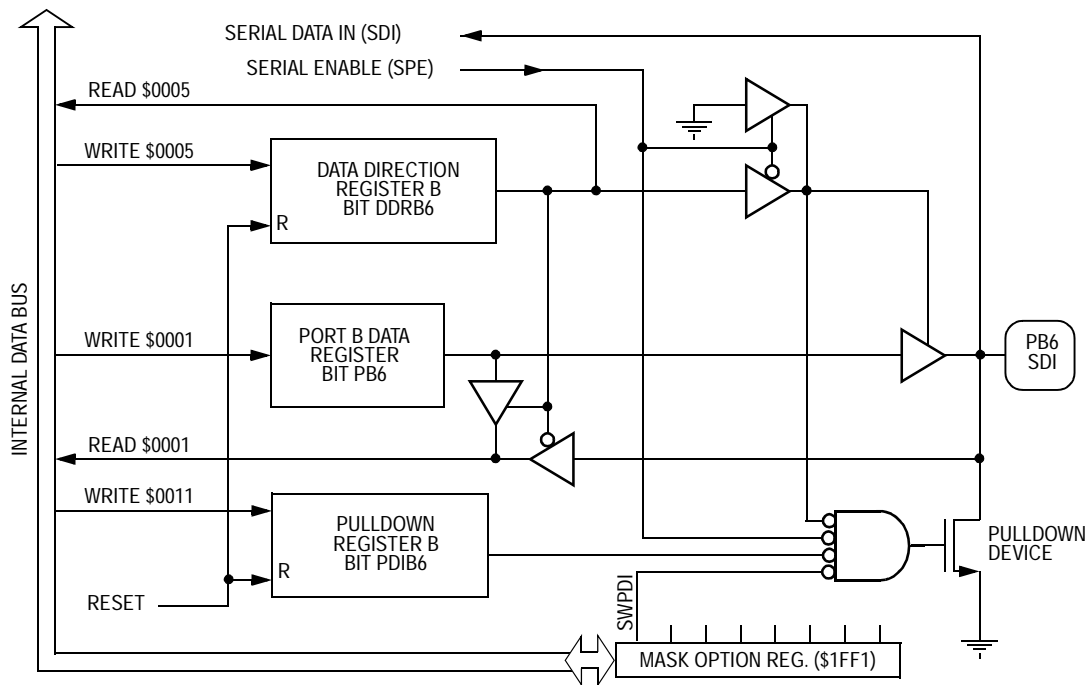 SERIAL DATA IN (SDI)
SERIAL ENABLE (SPE)
READ $0005
WRITE $0005
DATA DIRECTION
REGISTER B
BIT DDRB6
R
INTERNAL DATA BUS
WRITE $0001
PORT B DATA
REGISTER
BIT PB6
PB6
SDI
READ $0001
WRITE $0011
PULLDOWN
REGISTER B
BIT PDIB6
R
PULLDOWN
DEVICE
RESET
SWPDI
MASK OPTION REG. ($1FF1)